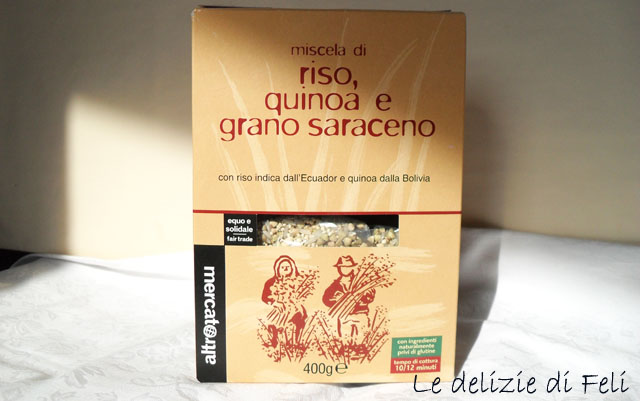 miscela di
riso,
quinoa e
grano saraceno
con riso indica dall'Ecuador e quinoa dalla Bolivia
equo e
solidale
fair trade
altromercato
con ingredienti
naturalmente
privi di glutine
tempo di cottura
10/12 minuti
400g e
Le delizie di Feli